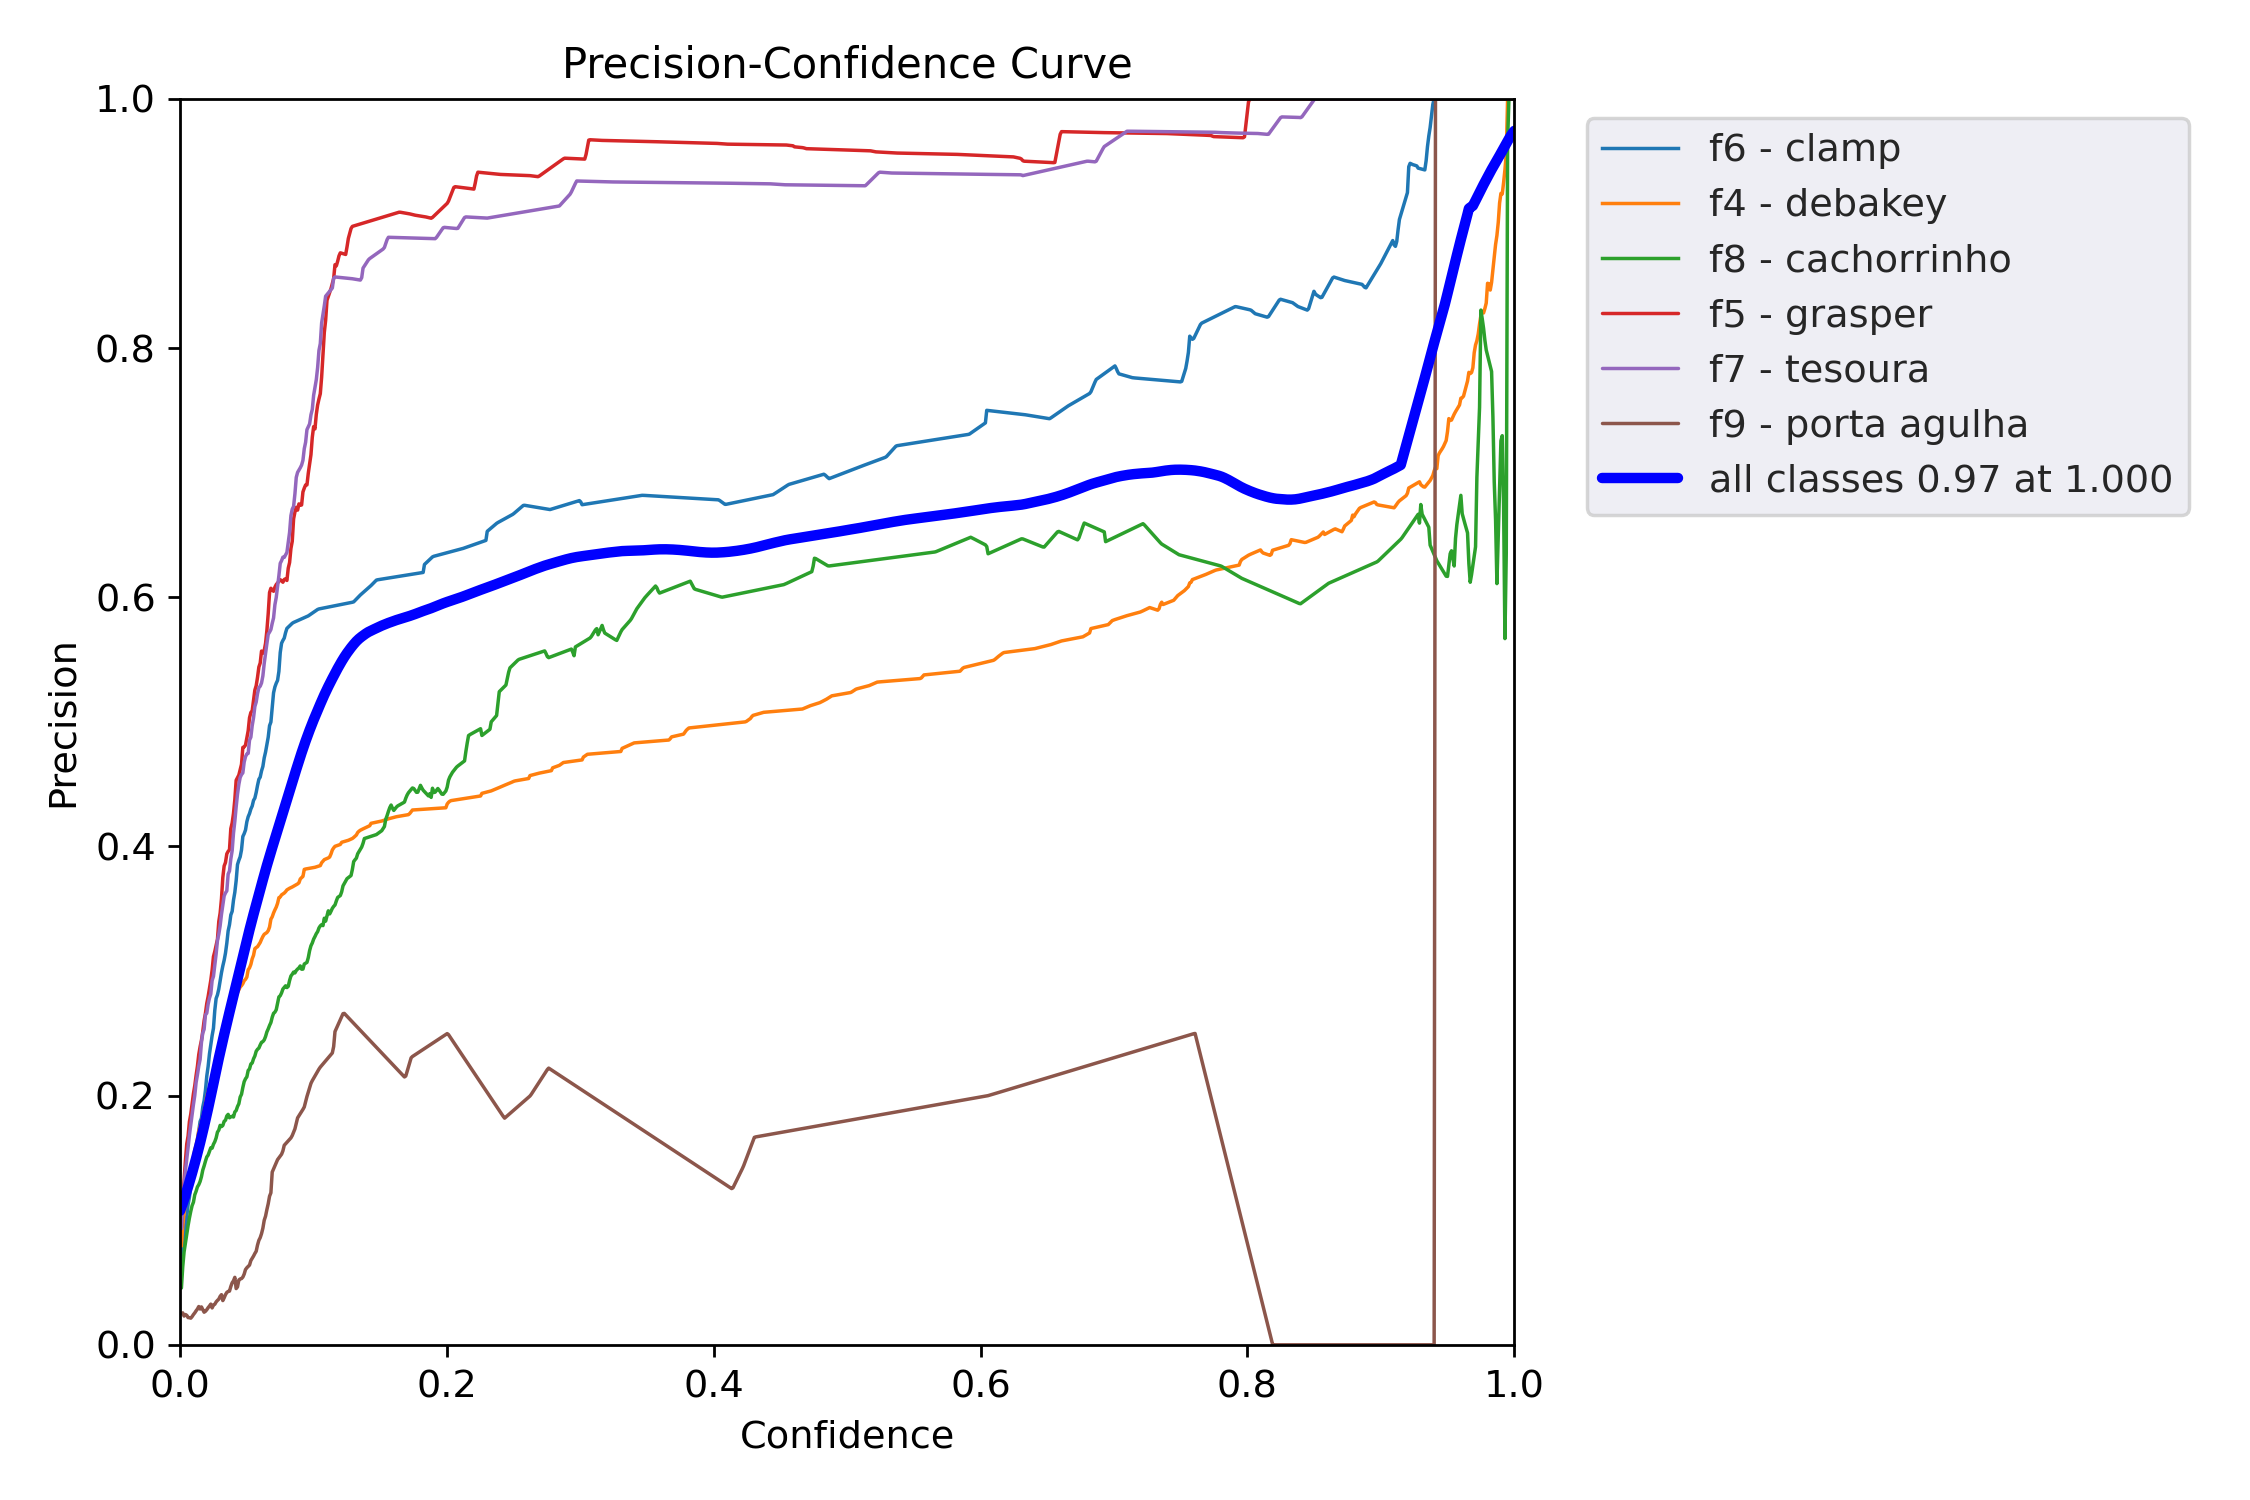 Precision-Confidence Curve
1.0
0.8
0.6
0.4
0.2
0.0
Precision
0.0 0.2 0.4 0.6 0.8 1.0
Confidence
f6 - clamp
f4 - debakey
f8 - cachorrinho
f5 - grasper
f7 - tesoura
f9 - porta agulha
all classes 0.97 at 1.000